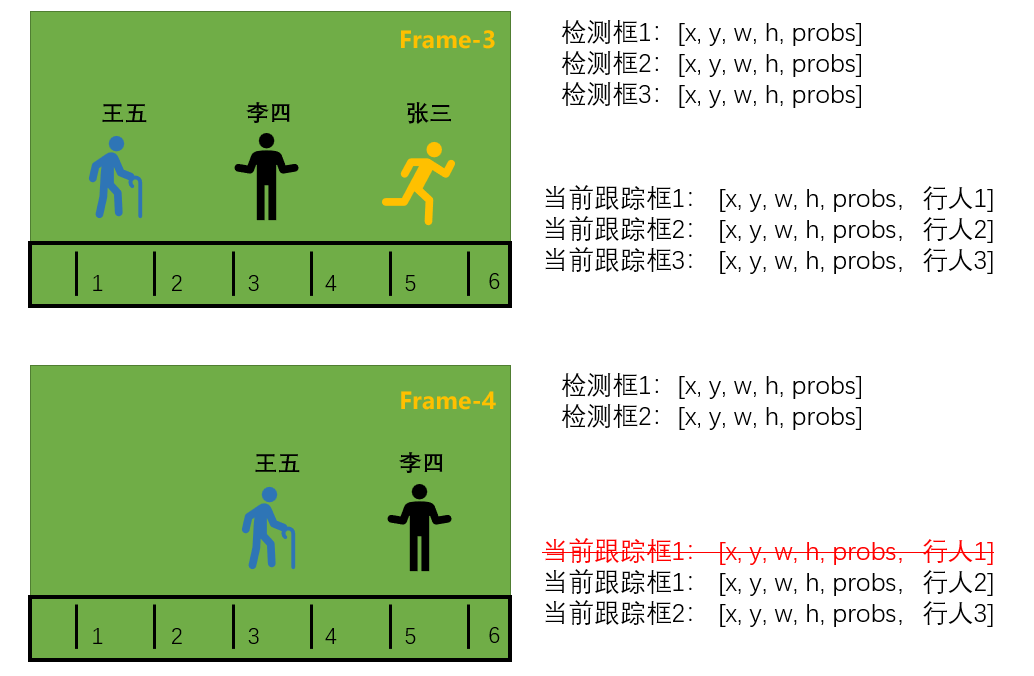 Frame-3
王五 李四 张三
1 2 3 4 5 6
检测框1：[x, y, w, h, probs]
检测框2：[x, y, w, h, probs]
检测框3：[x, y, w, h, probs]
当前跟踪框1： [x, y, w, h, probs， 行人1]
当前跟踪框2： [x, y, w, h, probs， 行人2]
当前跟踪框3： [x, y, w, h, probs， 行人3]
Frame-4
王五 李四
1 2 3 4 5 6
检测框1：[x, y, w, h, probs]
检测框2：[x, y, w, h, probs]
当前跟踪框1： [x, y, w, h, probs， 行人1]
当前跟踪框1： [x, y, w, h, probs， 行人2]
当前跟踪框2： [x, y, w, h, probs， 行人3]